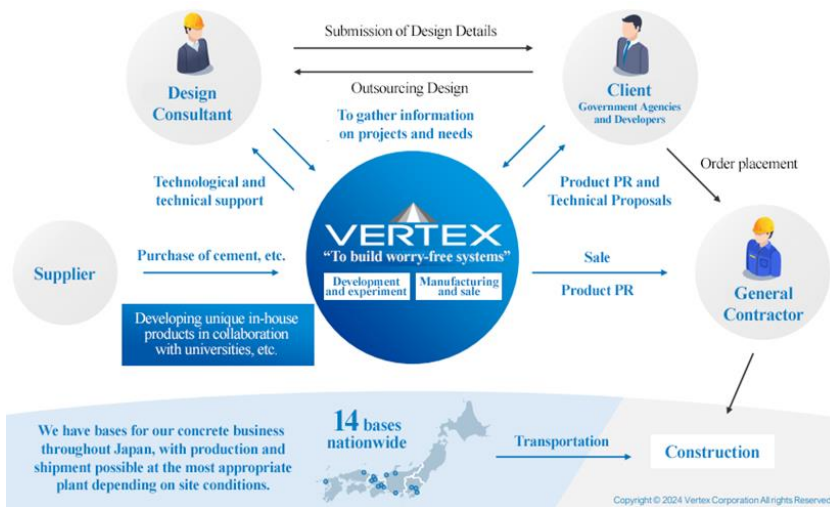 Submission of Design Details
Design
Consultant
Outsourcing Design
Client
Government Agencies
and Developers
To gather information
on projects and needs
Order placement
Technological and
technical support
Product PR and
Technical Proposals
VERTEX
“To build worry-free systems”
Development
and experiment
Manufacturing
and sale
Supplier
Purchase of cement, etc.
Sale
Product PR
General
Contractor
Developing unique in-house
products in collaboration
with universities, etc.
We have bases for our concrete business
throughout Japan, with production and
shipment possible at the most appropriate
plant depending on site conditions.
14 bases
nationwide
Transportation
Construction
Copyright © 2024 Vertex Corporation All rights Reserved